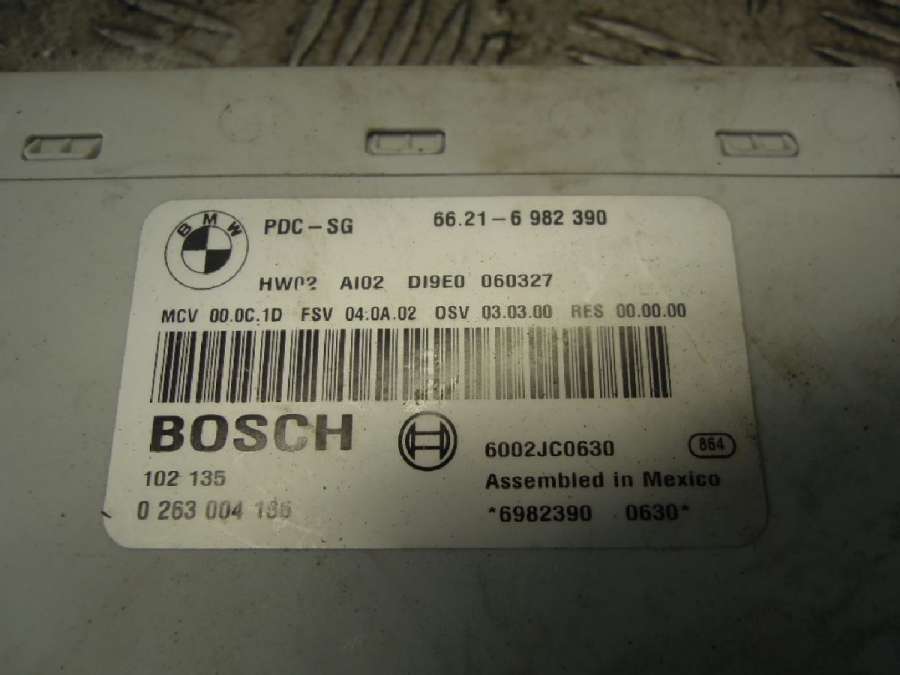 BMW
PDC-SG 66.21-6 982 390
HW02 AI02 DI9E0 060327
MCV 00.0C.1D FSV 04.0A.02 OSV 03.03.00 RES 00.00.00
BOSCH
6002JC0630 864
102 135 Assembled in Mexico
0 263 004 136 *6982390 0630*